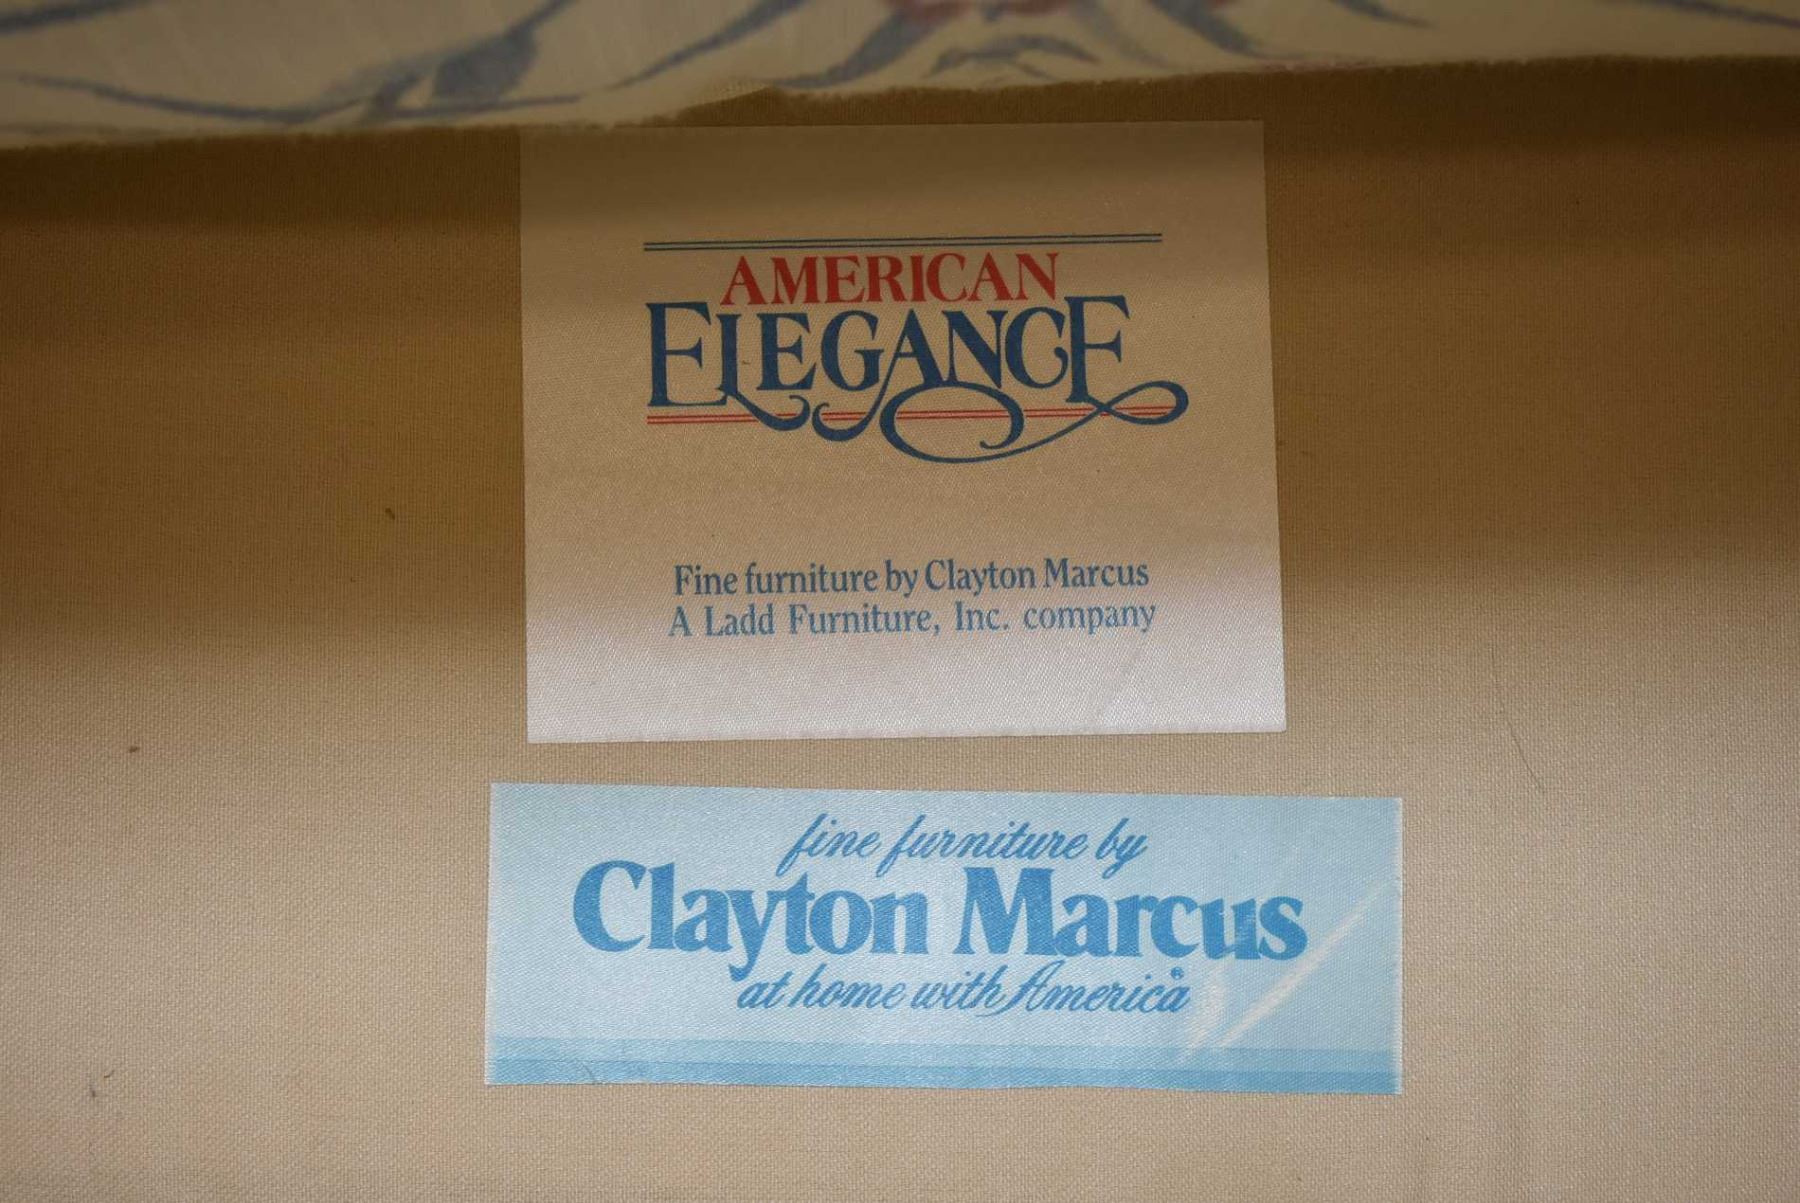 AMERICAN
ELEGANCE
Fine furniture by Clayton Marcus
A Ladd Furniture, Inc. company
fine furniture by
Clayton Marcus
at home with America®